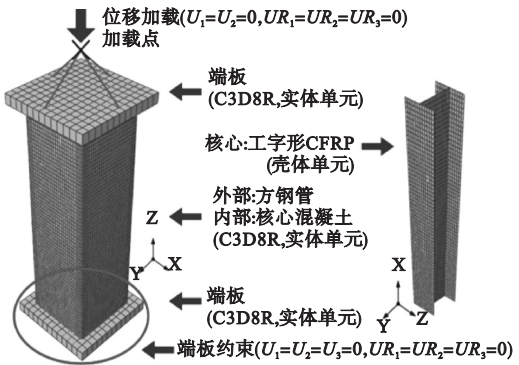 位移加载(U₁=U₂=0,UR₁=UR₂=UR₃=0)
加载点
端板
(C3D8R,实体单元)
核心:工字形CFRP
(壳体单元)
外部:方钢管
内部:核心混凝土
(C3D8R,实体单元)
Z
X
Y
X
Y
Z
端板
(C3D8R,实体单元)
端板约束(U₁=U₂=U₃=0,UR₁=UR₂=UR₃=0)